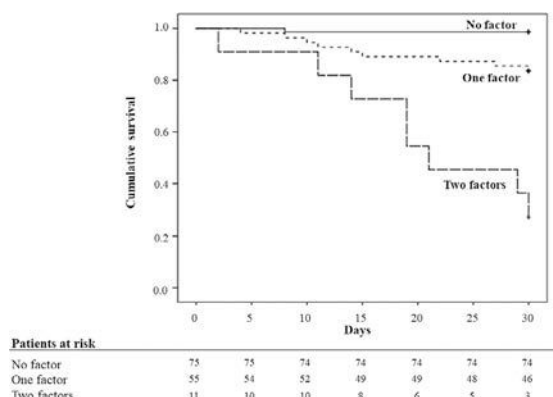 1.0
No factor
0.8
One factor
0.6
Cumulative survival
0.4
Two factors
0.2
0.0
0 5 10 15 20 25 30
Days
Patients at risk
No factor 75 75 74 74 74 74 74
One factor 55 54 52 49 49 48 46
Two factors 11 10 10 8 6 5 3